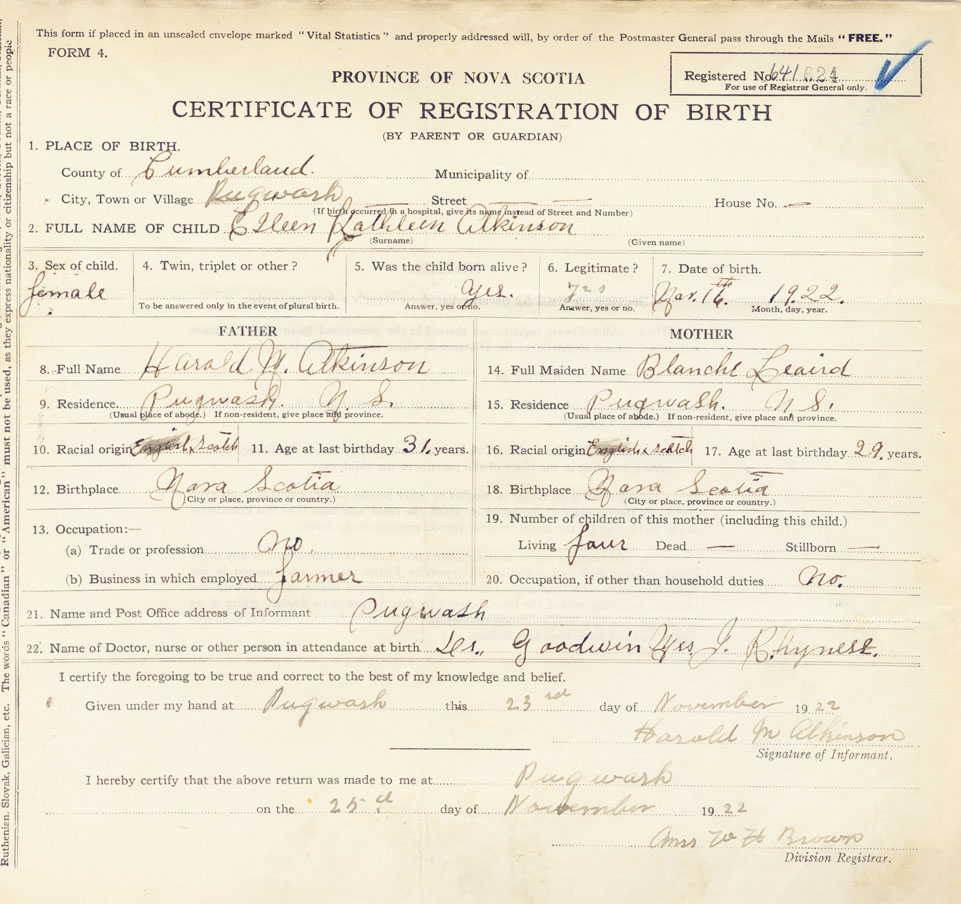 This form if placed in an unsealed envelope marked "Vital Statistics" and properly addressed will, by order of the Postmaster General pass through the Mails "FREE."
FORM 4.
PROVINCE OF NOVA SCOTIA
Registered No. 641 624
For use of Registrar General only.
CERTIFICATE OF REGISTRATION OF BIRTH
(BY PARENT OR GUARDIAN)
1. PLACE OF BIRTH.
County of Cumberland. Municipality of
City, Town or Village Pugwash Street — House No. —
(If birth occurred in a hospital, give its name instead of Street and Number)
2. FULL NAME OF CHILD Eileen Kathleen Atkinson
(Surname) (Given name)
3. Sex of child. 4. Twin, triplet or other? 5. Was the child born alive? 6. Legitimate? 7. Date of birth.
female Yes. yes 16th 1922.
To be answered only in the event of plural birth. Answer, yes or no. Answer, yes or no. Month, day, year.
FATHER MOTHER
8. Full Name Harold M. Atkinson 14. Full Maiden Name Blanche Leaird
9. Residence Pugwash. N. S. 15. Residence Pugwash. N S.
(Usual place of abode.) If non-resident, give place and province. (Usual place of abode.) If non-resident, give place and province.
10. Racial origin English Scotch 11. Age at last birthday 31. years. 16. Racial origin English Scotch 17. Age at last birthday 29. years.
12. Birthplace Nova Scotia 18. Birthplace Nova Scotia
(City or place, province or country.) (City or place, province or country.)
13. Occupation:— 19. Number of children of this mother (including this child.)
(a) Trade or profession No. Living four Dead — Stillborn —
(b) Business in which employed farmer 20. Occupation, if other than household duties No.
21. Name and Post Office address of Informant Pugwash
22. Name of Doctor, nurse or other person in attendance at birth Dr. Goodwin Mrs. J.
I certify the foregoing to be true and correct to the best of my knowledge and belief.
Given under my hand at Pugwash this 23rd day of November 1922
Harold M Atkinson
Signature of Informant.
I hereby certify that the above return was made to me at Pugwash
on the 25 day of November 1922
W H Brown
Division Registrar.
Ruthenian, Slovak, Galician, etc. The words "Canadian" or "American" must not be used, as they express nationality or citizenship but not a race or people